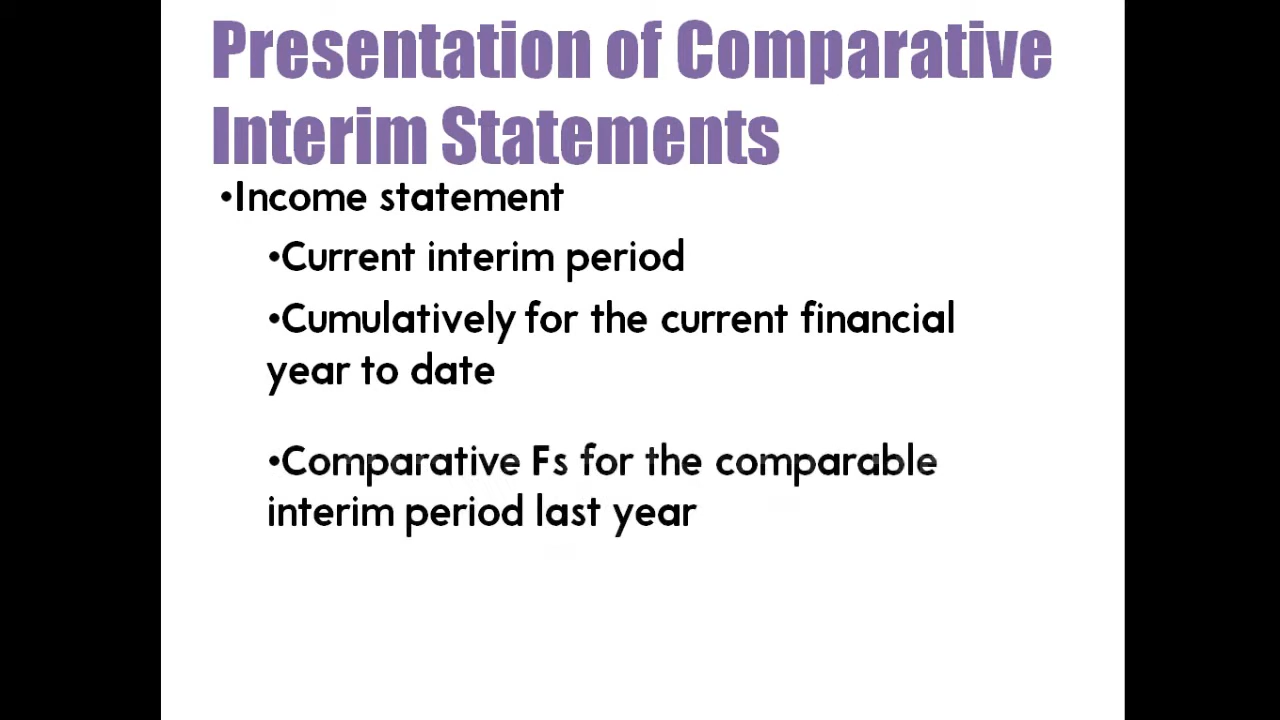 Presentation of Comparative
Interim Statements
•Income statement
•Current interim period
•Cumulatively for the current financial
year to date
•Comparative Fs for the comparable
interim period last year